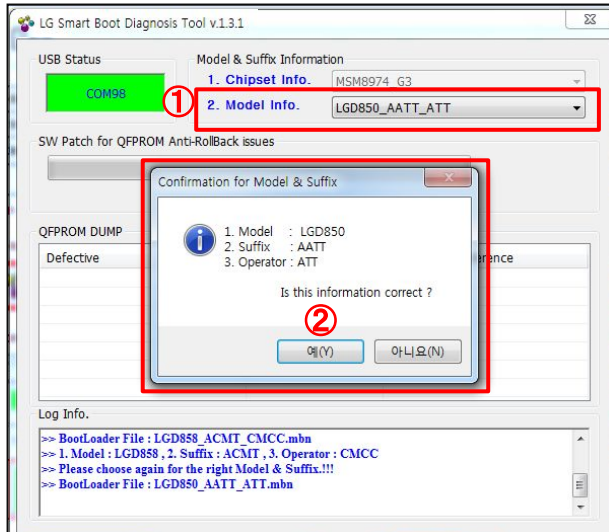 LG Smart Boot Diagnosis Tool v.1.3.1
USB Status
COM98
Model & Suffix Information
1. Chipset Info.
MSM8974_G3
①
2. Model Info.
LGD850_AATT_ATT
SW Patch for QFPROM Anti-RollBack issues
Confirmation for Model & Suffix
1. Model : LGD850
2. Suffix : AATT
3. Operator : ATT
Is this information correct ?
②
예(Y)
아니요(N)
QFPROM DUMP
Defective
Log Info.
>> BootLoader File : LGD858_ACMT_CMCC.mbn
>> 1. Model : LGD858 , 2. Suffix : ACMT , 3. Operator : CMCC
>> Please choose again for the right Model & Suffix.!!!
>> BootLoader File : LGD850_AATT_ATT.mbn